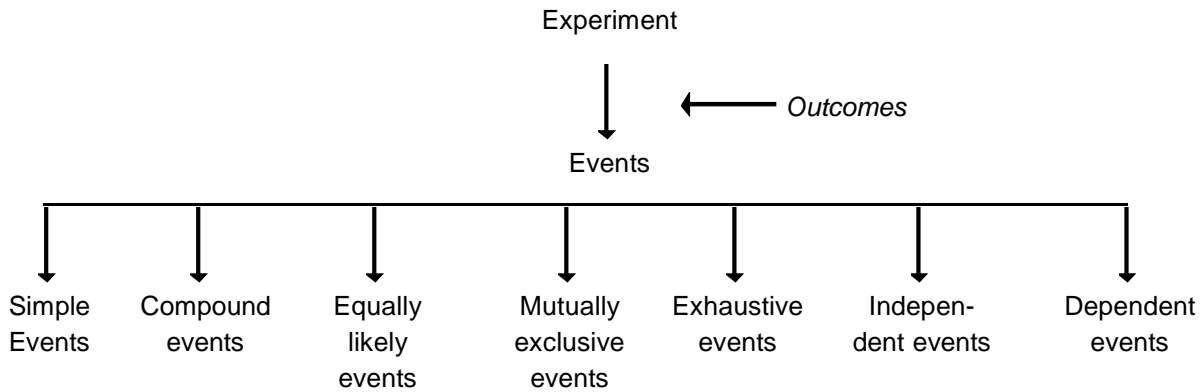 Experiment
Outcomes
Events
Simple
Events
Compound
events
Equally
likely
events
Mutually
exclusive
events
Exhaustive
events
Indepen-
dent events
Dependent
events